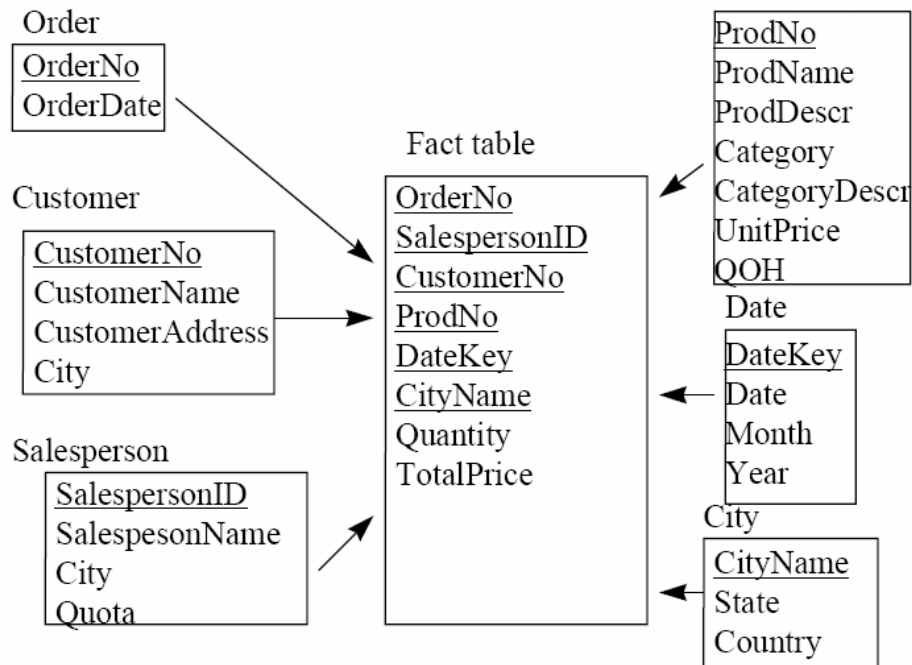 Order
OrderNo
OrderDate
Customer
CustomerNo
CustomerName
CustomerAddress
City
Salesperson
SalespersonID
SalespesonName
City
Quota
Fact table
OrderNo
SalespersonID
CustomerNo
ProdNo
DateKey
CityName
Quantity
TotalPrice
ProdNo
ProdName
ProdDescr
Category
CategoryDescr
UnitPrice
QOH
Date
DateKey
Date
Month
Year
City
CityName
State
Country